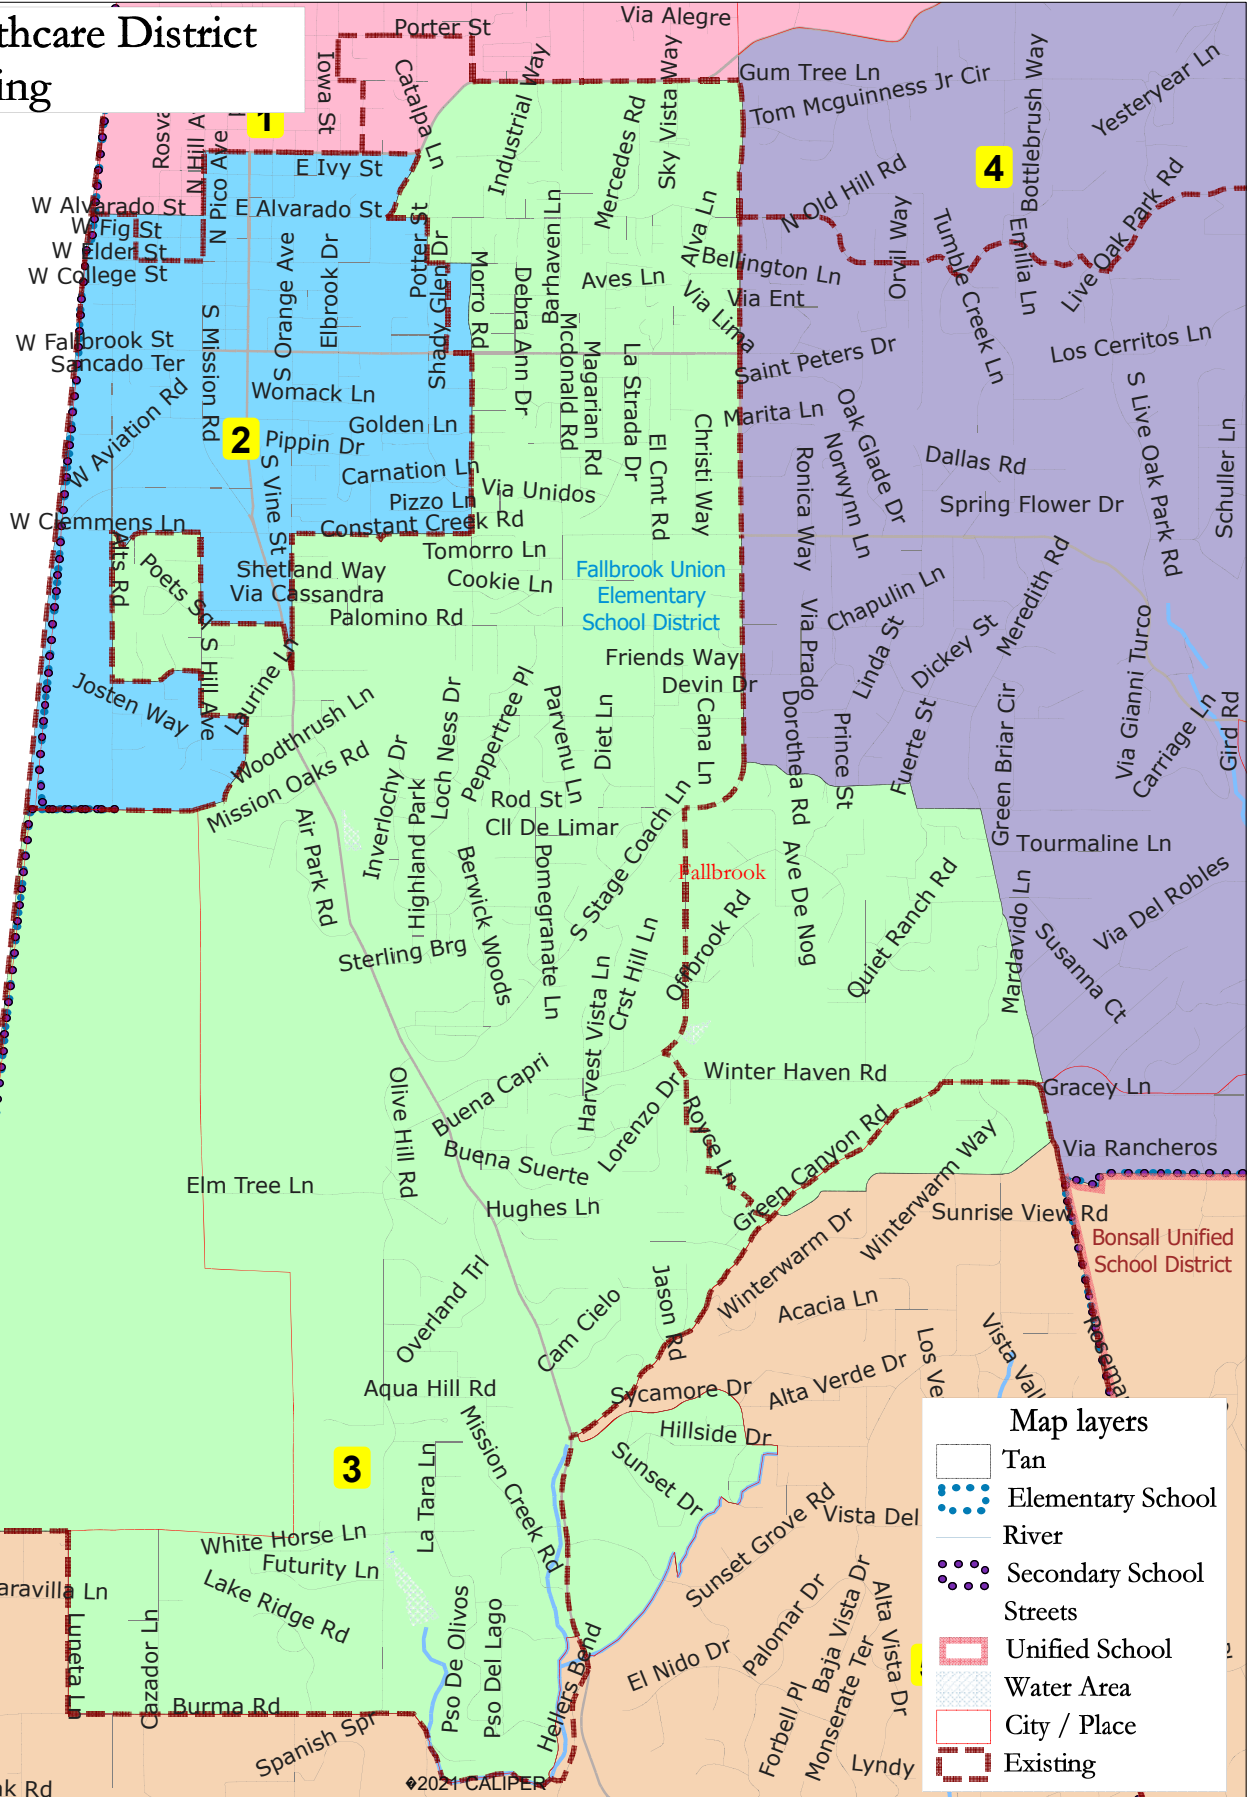 thcare District
ing
Porter St
Via Alegre
Iowa St
Catalpa Ln
Industrial Way
Mercedes Rd
Sky Vista Way
Gum Tree Ln
Tom Mcguinness Jr Cir
Bottlebrush Way
Yesteryear Ln
1
4
Rosva
N Hill A
N Pico Ave
E Ivy St
N Old Hill Rd
Live Oak Park Rd
W Alvarado St
E Alvarado St
W Fig St
W Elder St
W College St
Potter St
Shady Glen Dr
Morro Rd
Debra Ann Dr
Barhaven Ln
Aves Ln
Alva Ln
Bellington Ln
Via Ent
Via Lima
Orvil Way
Tumble Creek Ln
Emilia Ln
S Orange Ave
Elbrook Dr
S Mission Rd
W Fallbrook St
Sancado Ter
W Aviation Rd
Womack Ln
Golden Ln
2
Pippin Dr
Carnation Ln
Pizzo Ln
S Vine St
Constant Creek Rd
Mcdonald Rd
Magarian Rd
La Strada Dr
El Cmt Rd
Christi Way
Saint Peters Dr
Los Cerritos Ln
Marita Ln
Oak Glade Dr
Norwynn Ln
Ronica Way
Dallas Rd
Spring Flower Dr
S Live Oak Park Rd
Schuller Ln
Via Unidos
W Clemmens Ln
Alts Rd
Poets Sq
Shetland Way
Via Cassandra
Tomorro Ln
Cookie Ln
Palomino Rd
Fallbrook Union
Elementary
School District
Chapulin Ln
Meredith Rd
Via Prado
Linda St
Dickey St
Friends Way
Devin Dr
S Hill Ave
Laurine Ln
Josten Way
Woodthrush Ln
Mission Oaks Rd
Inverlochy Dr
Loch Ness Dr
Peppertree Pl
Parvenu Ln
Diet Ln
Cana Ln
Dorothea Rd
Prince St
Fuerte St
Green Briar Cir
Via Gianni Turco
Carriage Ln
Gird Rd
Air Park Rd
Highland Park
Rod St
Cll De Limar
Berwick Woods
Pomegranate Ln
S Stage Coach Ln
Fallbrook
Ave De Nog
Quiet Ranch Rd
Tourmaline Ln
Mardavido Ln
Via Del Robles
Susanna Ct
Sterling Brg
Harvest Vista Ln
Crst Hill Ln
Olive Hill Rd
Buena Capri
Buena Suerte
Lorenzo Dr
Royce Ln
Winter Haven Rd
Green Canyon Rd
Gracey Ln
Via Rancheros
Elm Tree Ln
Hughes Ln
Winterwarm Dr
Winterwarm Way
Sunrise View Rd
Bonsall Unified
School District
Overland Trl
Cam Cielo
Jason Rd
Acacia Ln
Los Ve
Vista Vall
Rosema
Aqua Hill Rd
Sycamore Dr
Alta Verde Dr
Mission Creek Rd
La Tara Ln
Hillside Dr
Sunset Dr
3
White Horse Ln
Futurity Ln
Lake Ridge Rd
Sunset Grove Rd
Vista Del
aravilla Ln
Luneta Ln
Cazador Ln
Burma Rd
Pso De Olivos
Pso Del Lago
Hellers Bend
El Nido Dr
Palomar Dr
Baja Vista Dr
Alta Vista Dr
Monserate Ter
Forbell Pl
Lyndy
Spanish Spr
ak Rd
�2021 CALIPER
Map layers
Tan
Elementary School
River
Secondary School
Streets
Unified School
Water Area
City / Place
Existing